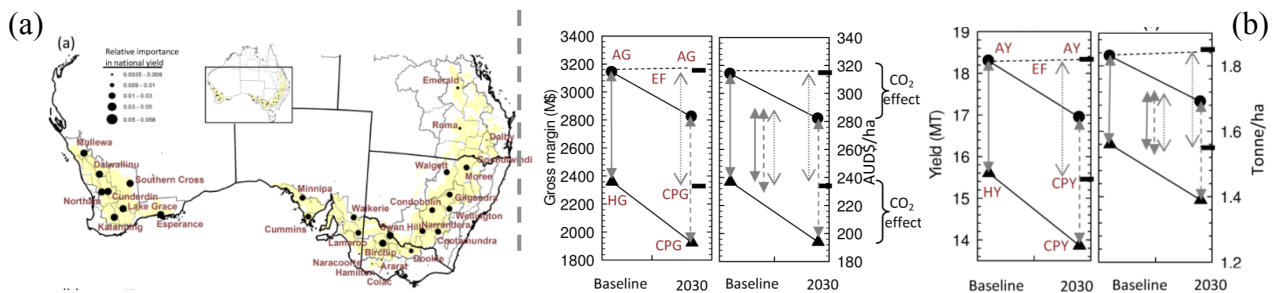 (a)
(a)
Relative importance
in national yield
0.0035 - 0.009
0.009 - 0.01
0.01 - 0.03
0.03 - 0.05
0.05 - 0.058
Emerald
Roma
Dalby
Goondiwindi
Walgett
Moree
Gilgandra
Condobolin
Wellington
Narrandera
Cootamundra
Swan Hill
Waikerie
Minnipa
Cummins
Lameroo
Birchip
Dookie
Naracoorte
Ararat
Hamilton
Colac
Mullewa
Dalwallinu
Southern Cross
Cunderdin
Northam
Lake Grace
Katanning
Esperance
Gross margin (M$)
3400
3200
3000
2800
2600
2400
2200
2000
1800
AG
AG
EF
HG
CPG
CPG
Baseline
2030
Baseline
2030
340
320
300
280
260
240
220
200
180
AUD$/ha
CO2
effect
CO2
effect
(b)
Yield (MT)
19
18
17
16
15
14
AY
AY
EF
HY
CPY
CPY
Baseline
2030
Baseline
2030
1.8
1.6
1.4
1.2
Tonne/ha